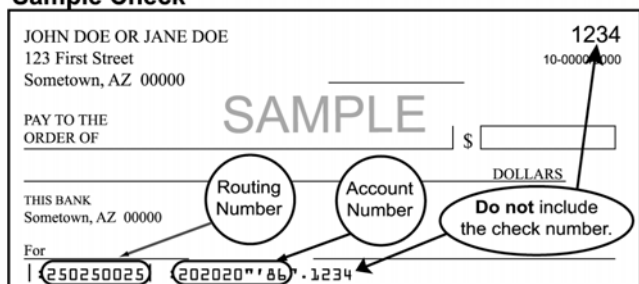 Sample Check
JOHN DOE OR JANE DOE
1234
123 First Street
10-0000/0000
Sometown, AZ 00000
SAMPLE
PAY TO THE
ORDER OF
$
DOLLARS
Routing
Number
Account
Number
Do not include
the check number.
THIS BANK
Sometown, AZ 00000
For
250250025 202020"'86".1234